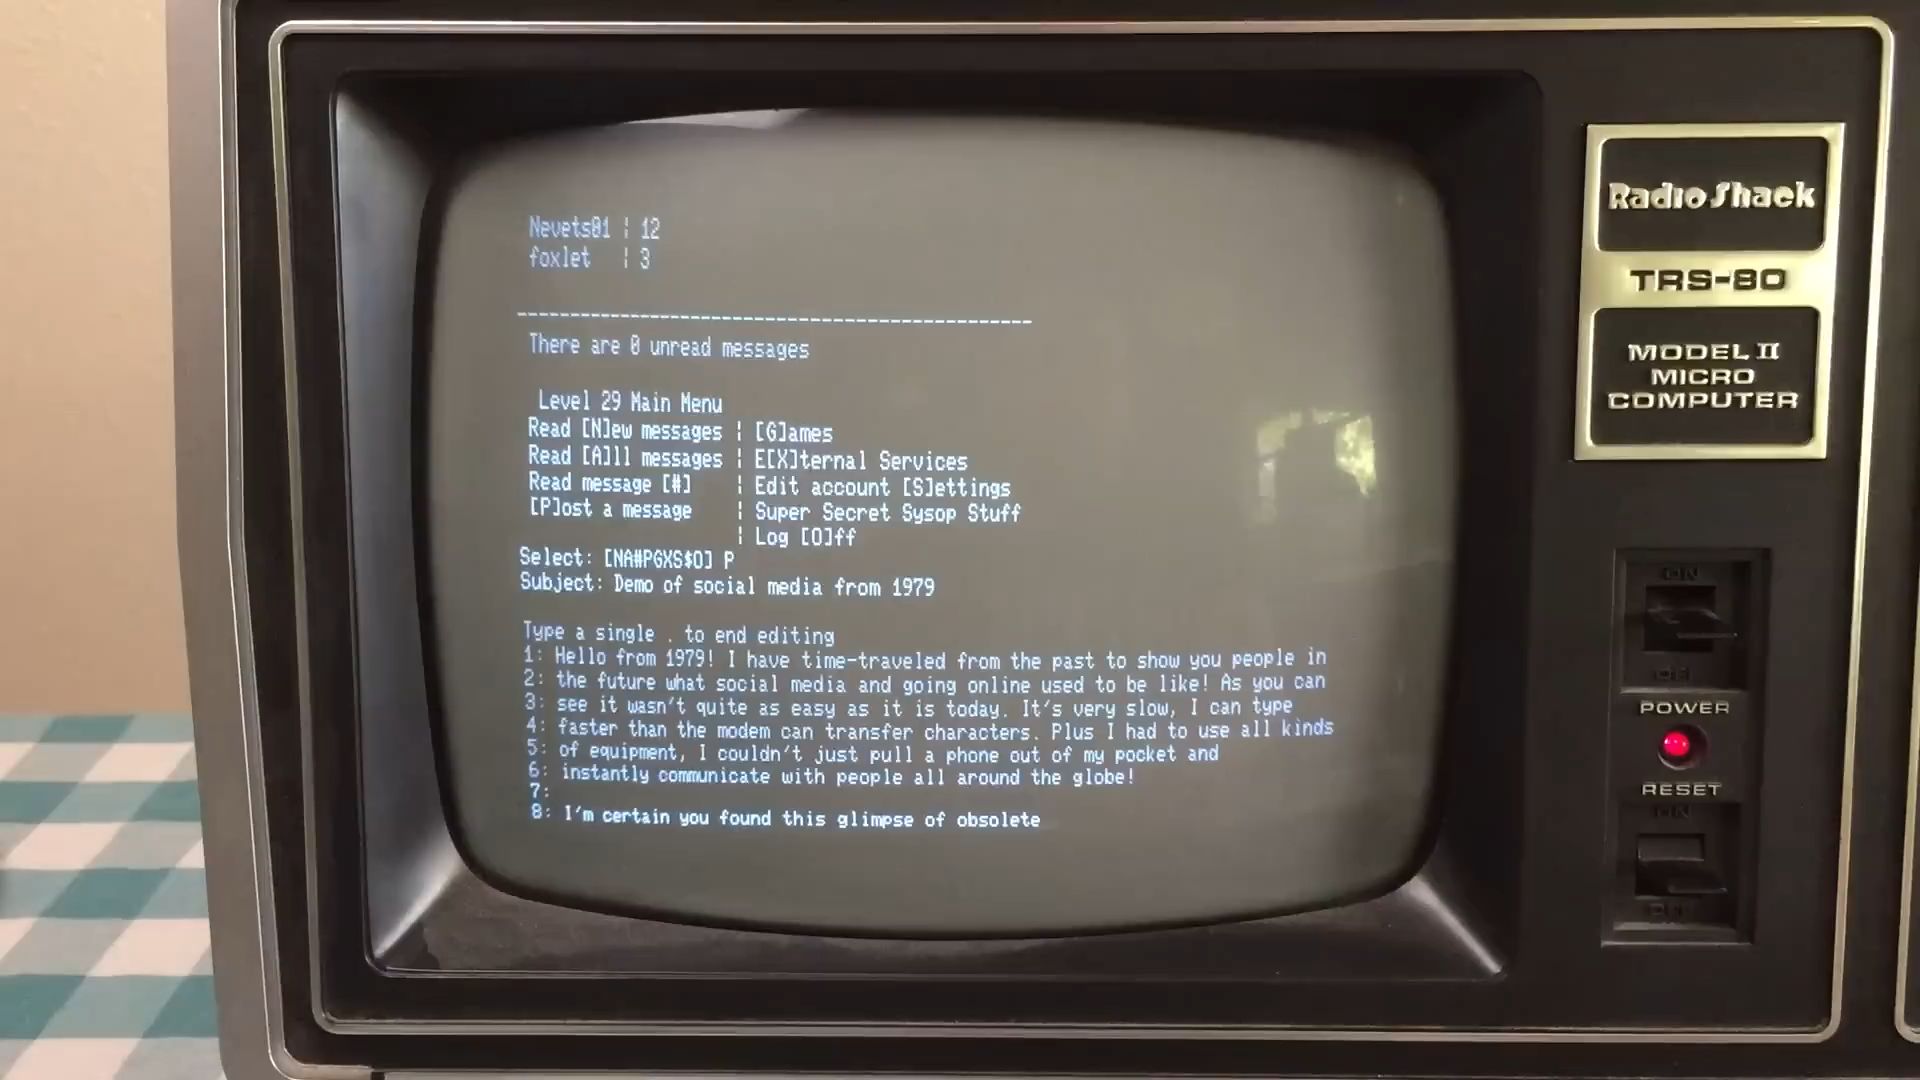 Nevets01 ¦ 12
foxlet ¦ 3
-------------------------------------------------
There are 0 unread messages
Level 29 Main Menu
Read [N]ew messages ¦ [G]ames
Read [A]ll messages ¦ E[X]ternal Services
Read message [#] ¦ Edit account [S]ettings
[P]ost a message ¦ Super Secret Sysop Stuff
¦ Log [O]ff
Select: [NA#PGXS$O] P
Subject: Demo of social media from 1979
Type a single . to end editing
1: Hello from 1979! I have time-traveled from the past to show you people in
2: the future what social media and going online used to be like! As you can
3: see it wasn't quite as easy as it is today. It's very slow, I can type
4: faster than the modem can transfer characters. Plus I had to use all kinds
5: of equipment, I couldn't just pull a phone out of my pocket and
6: instantly communicate with people all around the globe!
7:
8: I'm certain you found this glimpse of obsolete
Radio Shack
TRS-80
MODEL II
MICRO
COMPUTER
ON
OFF
POWER
RESET
ON
OFF